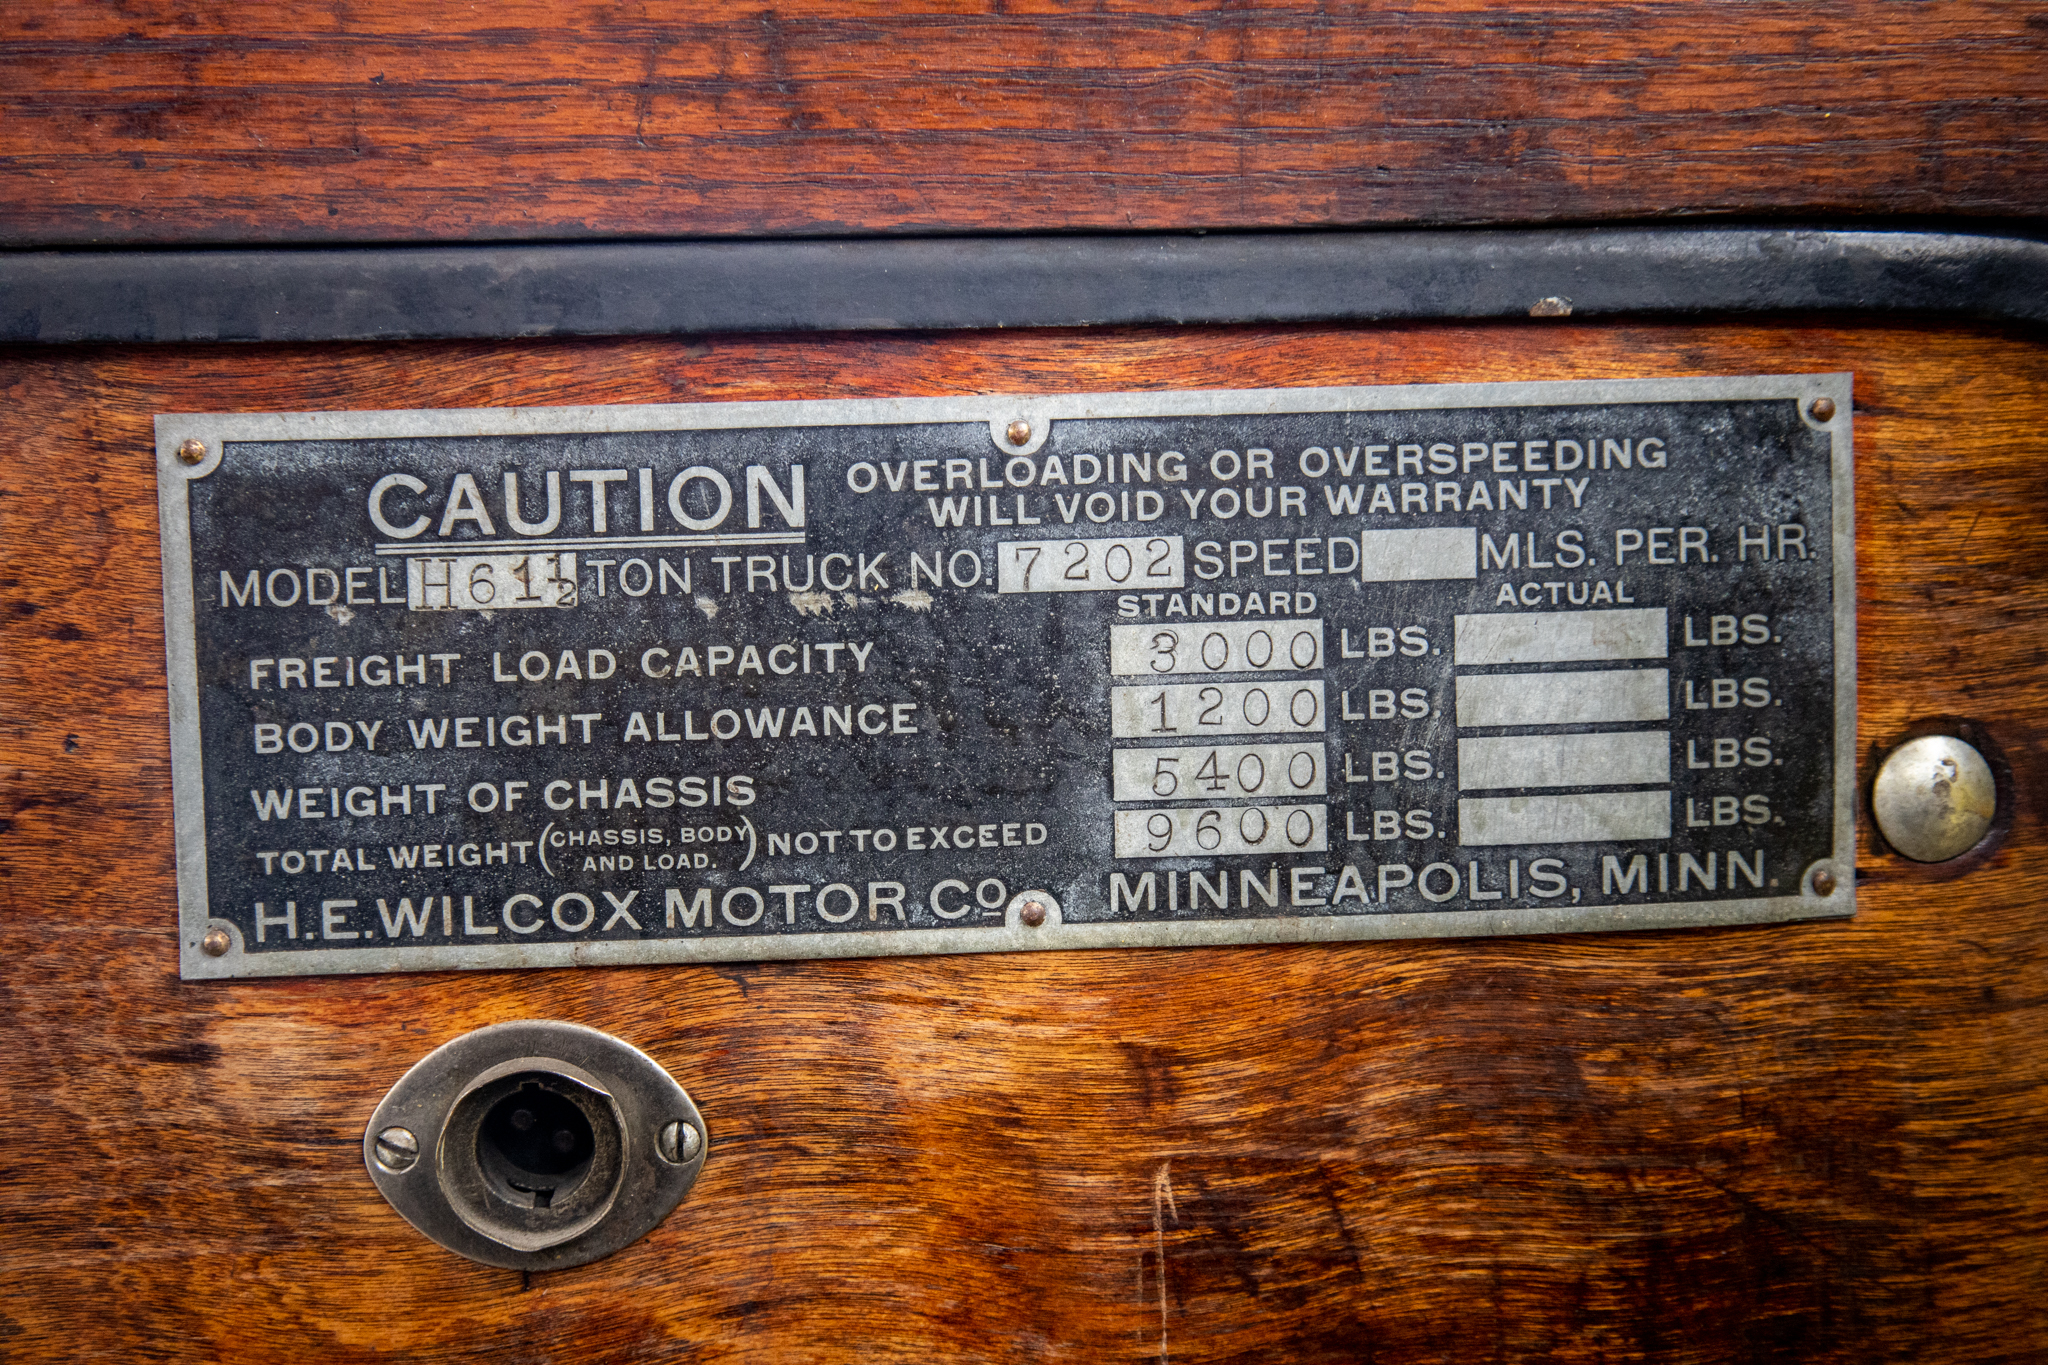 CAUTION OVERLOADING OR OVERSPEEDING
WILL VOID YOUR WARRANTY
MODEL H6 1½ TON TRUCK NO. 7202 SPEED MLS. PER. HR.
STANDARD ACTUAL
FREIGHT LOAD CAPACITY 3000 LBS. LBS.
BODY WEIGHT ALLOWANCE 1200 LBS. LBS.
WEIGHT OF CHASSIS 5400 LBS. LBS.
TOTAL WEIGHT (CHASSIS, BODY AND LOAD.) NOT TO EXCEED 9600 LBS. LBS.
H.E. WILCOX MOTOR CO. MINNEAPOLIS, MINN.